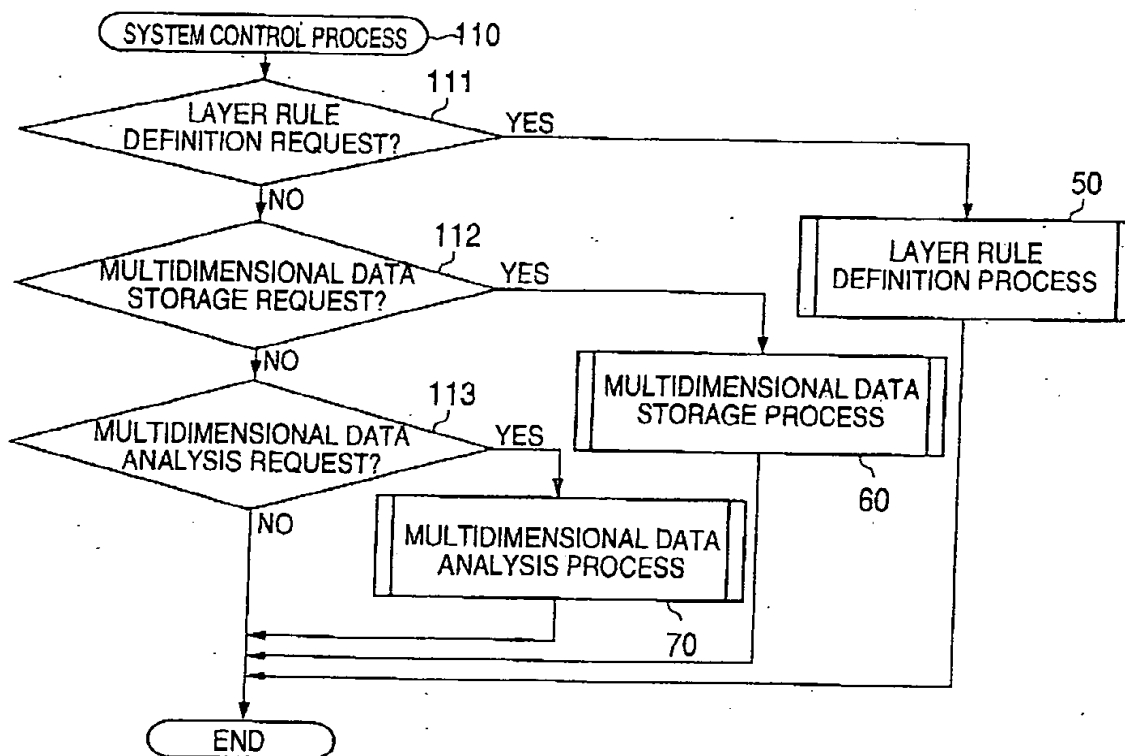 SYSTEM CONTROL PROCESS
110
111
LAYER RULE
DEFINITION REQUEST?
YES
NO
50
LAYER RULE
DEFINITION PROCESS
112
MULTIDIMENSIONAL DATA
STORAGE REQUEST?
YES
NO
MULTIDIMENSIONAL DATA
STORAGE PROCESS
60
113
MULTIDIMENSIONAL DATA
ANALYSIS REQUEST?
YES
NO
MULTIDIMENSIONAL DATA
ANALYSIS PROCESS
70
END